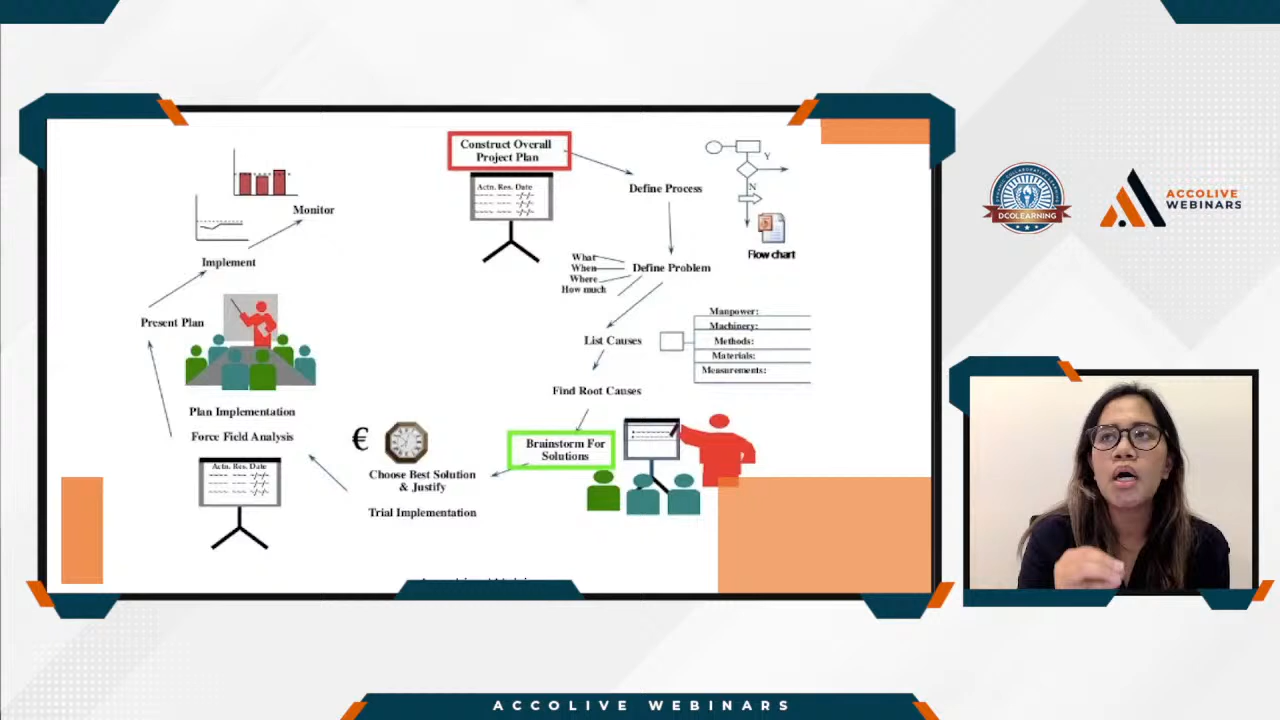 Construct Overall
Project Plan
Actn. Res. Date
Define Process
Y
N
Flow chart
What
When
Where
How much
Define Problem
List Causes
Manpower:
Machinery:
Methods:
Materials:
Measurements:
Find Root Causes
Brainstorm For
Solutions
€
Choose Best Solution
& Justify
Trial Implementation
Plan Implementation
Force Field Analysis
Actn. Res. Date
Present Plan
Implement
Monitor
DCOLEARNING
ACCOLIVE
WEBINARS
ACCOLIVE WEBINARS